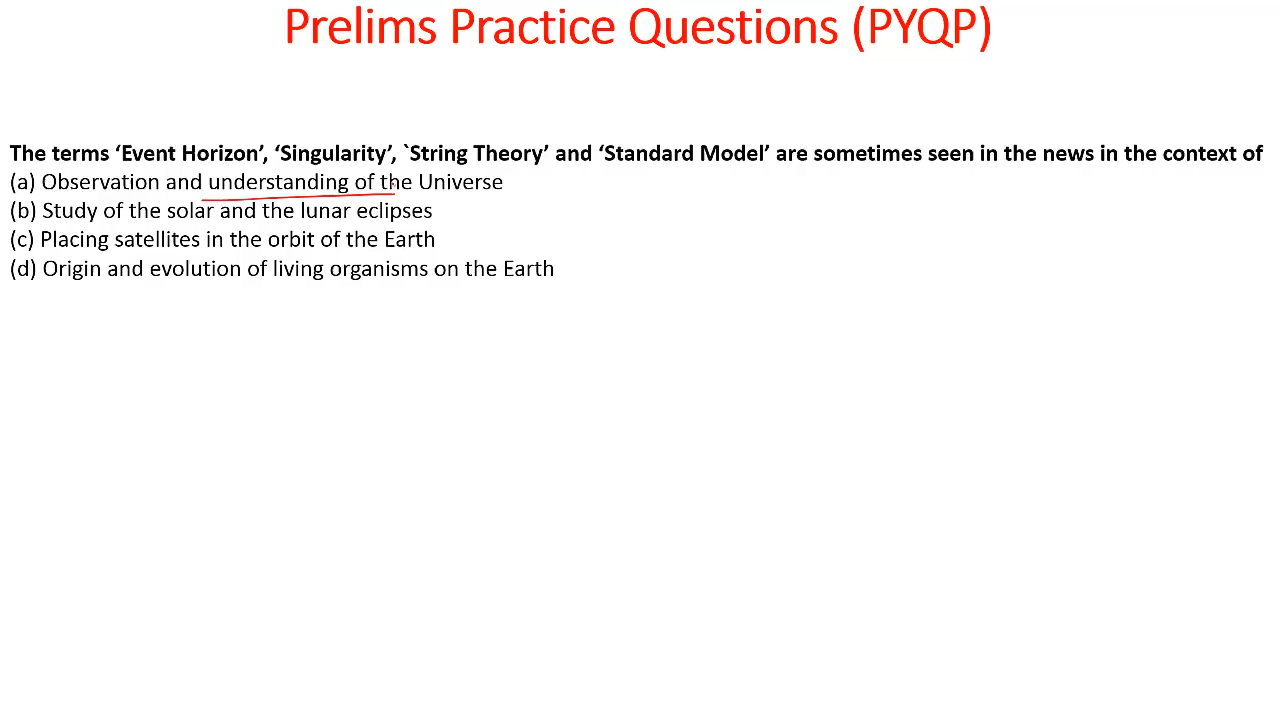 Prelims Practice Questions (PYQP)
The terms ‘Event Horizon’, ‘Singularity’, `String Theory’ and ‘Standard Model’ are sometimes seen in the news in the context of
(a) Observation and understanding of the Universe
(b) Study of the solar and the lunar eclipses
(c) Placing satellites in the orbit of the Earth
(d) Origin and evolution of living organisms on the Earth